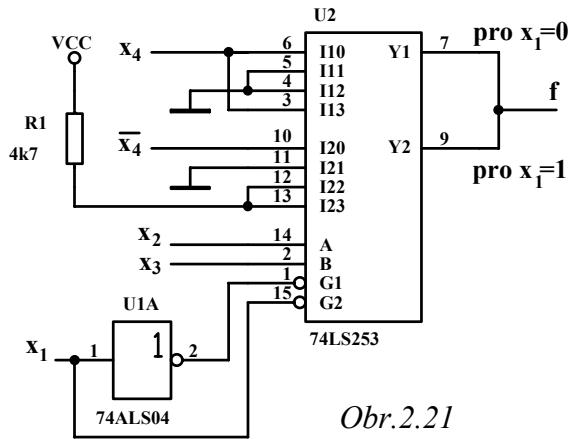 U2
VCC
R1
4k7
x4
x4
6
5
4
3
10
11
12
13
14
2
1
15
I10
I11
I12
I13
I20
I21
I22
I23
A
B
G1
G2
Y1
Y2
7
9
pro x1=0
f
pro x1=1
x2
x3
U1A
x1
1
1
2
74LS253
74ALS04
Obr.2.21